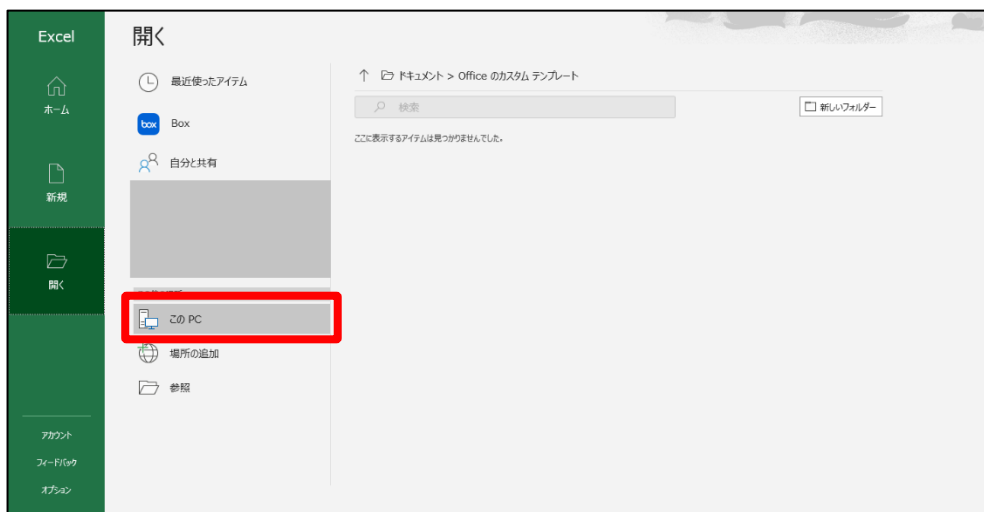 Excel
ホーム
新規
開く
アカウント
フィードバック
オプション
開く
最近使ったアイテム
box
Box
自分と共有
この PC
場所の追加
参照
↑ ドキュメント > Office のカスタム テンプレート
検索
新しいフォルダー
ここに表示するアイテムは見つかりませんでした。